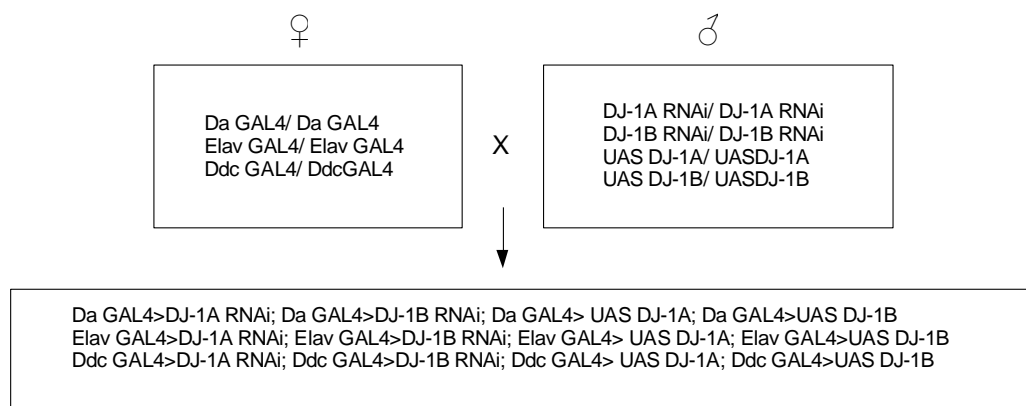 ♀ ♂
Da GAL4/ Da GAL4
Elav GAL4/ Elav GAL4
Ddc GAL4/ DdcGAL4
X
DJ-1A RNAi/ DJ-1A RNAi
DJ-1B RNAi/ DJ-1B RNAi
UAS DJ-1A/ UASDJ-1A
UAS DJ-1B/ UASDJ-1B
Da GAL4>DJ-1A RNAi; Da GAL4>DJ-1B RNAi; Da GAL4> UAS DJ-1A; Da GAL4>UAS DJ-1B
Elav GAL4>DJ-1A RNAi; Elav GAL4>DJ-1B RNAi; Elav GAL4> UAS DJ-1A; Elav GAL4>UAS DJ-1B
Ddc GAL4>DJ-1A RNAi; Ddc GAL4>DJ-1B RNAi; Ddc GAL4> UAS DJ-1A; Ddc GAL4>UAS DJ-1B